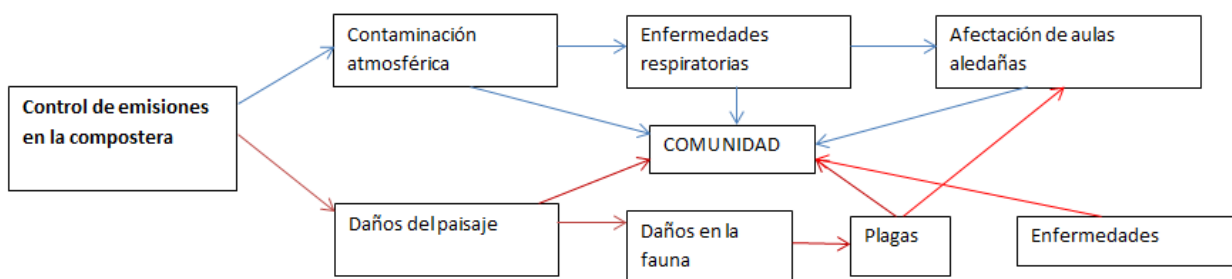 Contaminación
atmosférica
Enfermedades
respiratorias
Afectación de aulas
aledañas
Control de emisiones
en la compostera
COMUNIDAD
Daños del paisaje
Daños en la
fauna
Plagas
Enfermedades